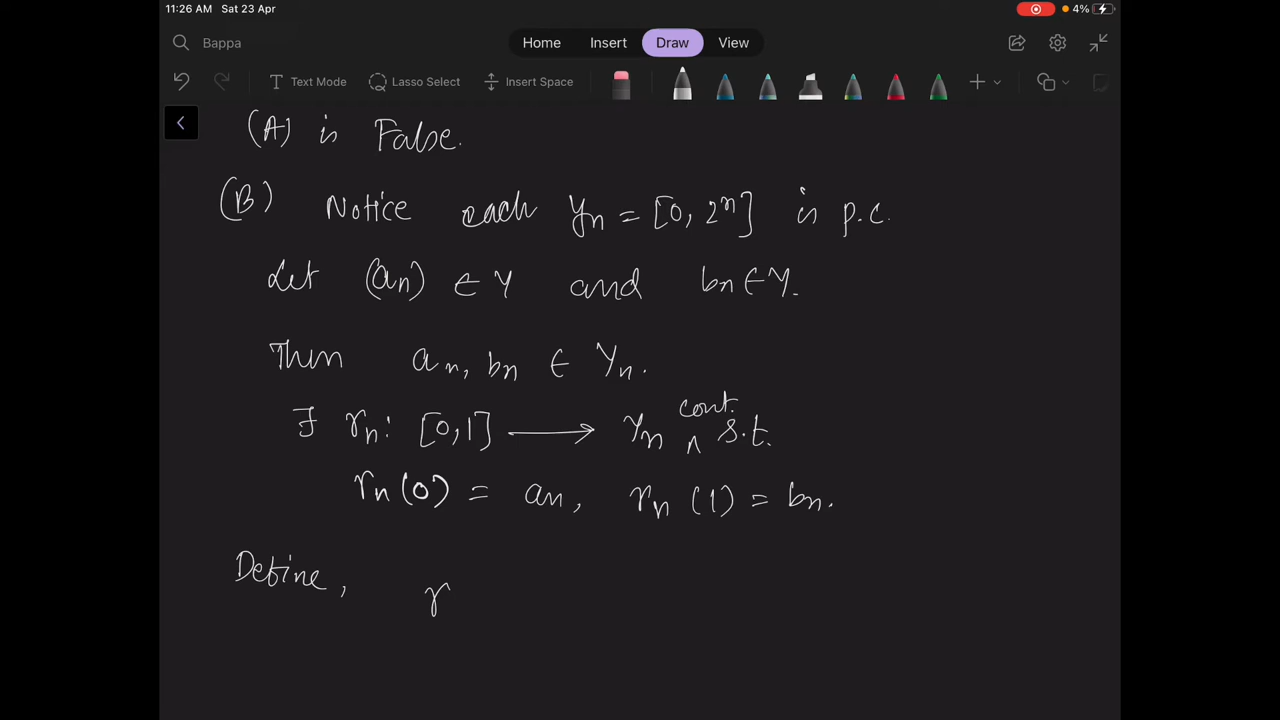 11:26 AM Sat 23 Apr 4%
Bappa Home Insert Draw View
Text Mode Lasso Select Insert Space
(A) is False.
(B) Notice each Yn = [0, 2ⁿ] is p.c.
Let (an) ∈ Y and bn ∈ Y.
Then an, bn ∈ Yn.
∃ γn: [0,1] ⟶ Yn ^ cont. s.t.
γn(0) = an, γn(1) = bn.
Define, γ